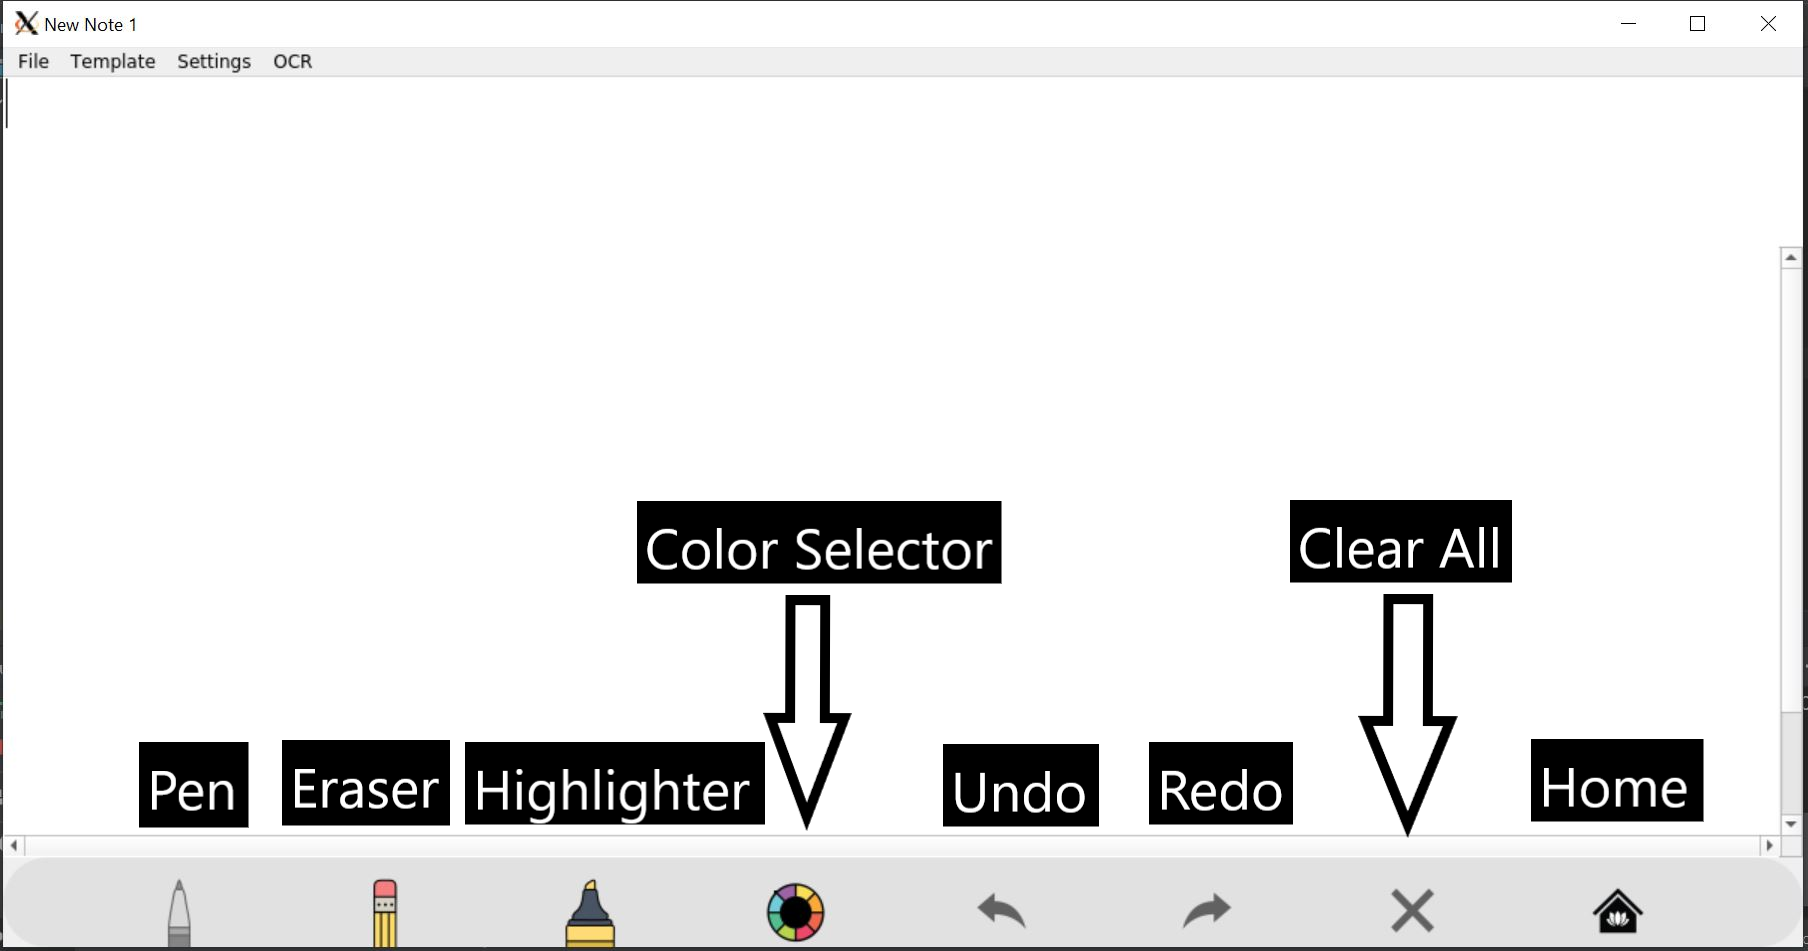 New Note 1
File Template Settings OCR
Color Selector
Clear All
Pen
Eraser
Highlighter
Undo
Redo
Home